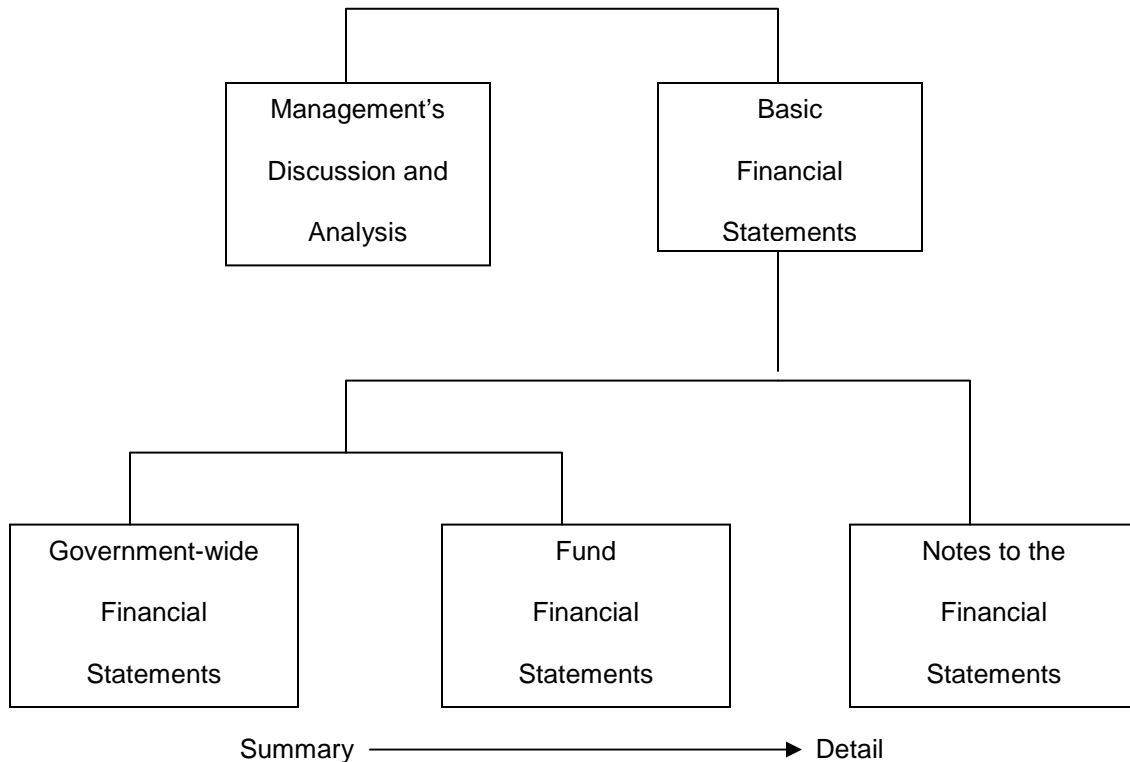 Management’s
Discussion and
Analysis
Basic
Financial
Statements
Government-wide
Financial
Statements
Fund
Financial
Statements
Notes to the
Financial
Statements
Summary
Detail